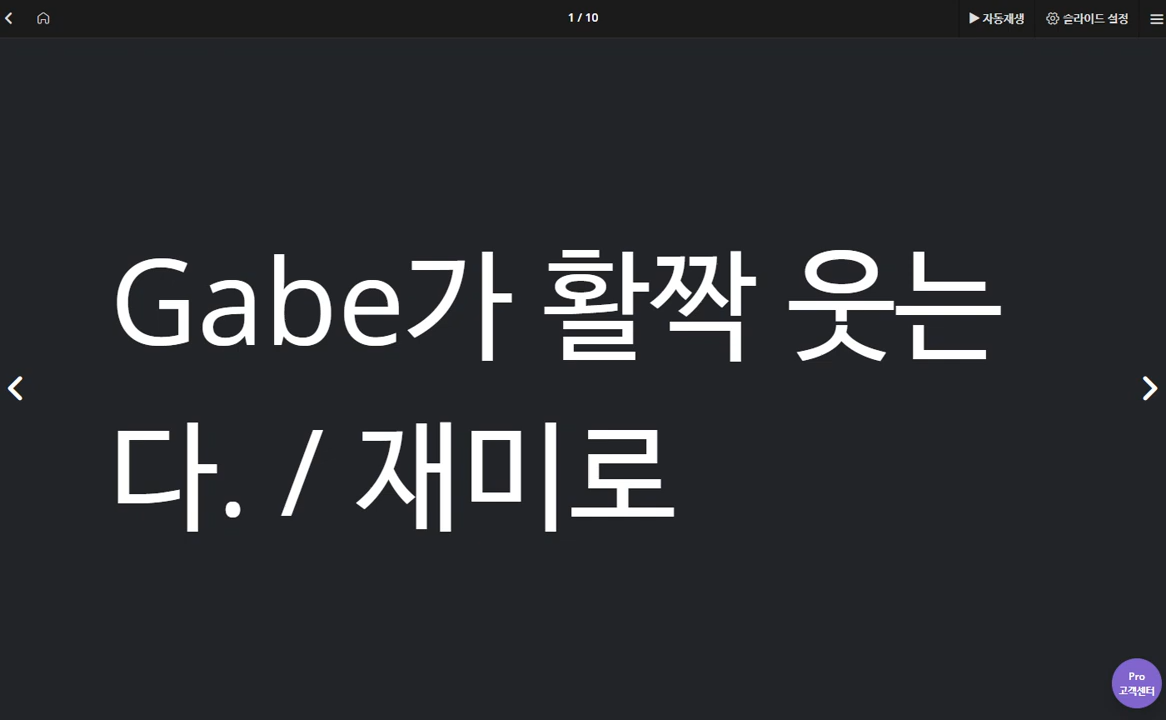 1 / 10
자동재생
슬라이드 설정
Gabe가 활짝 웃는
다. / 재미로
Pro
고객센터